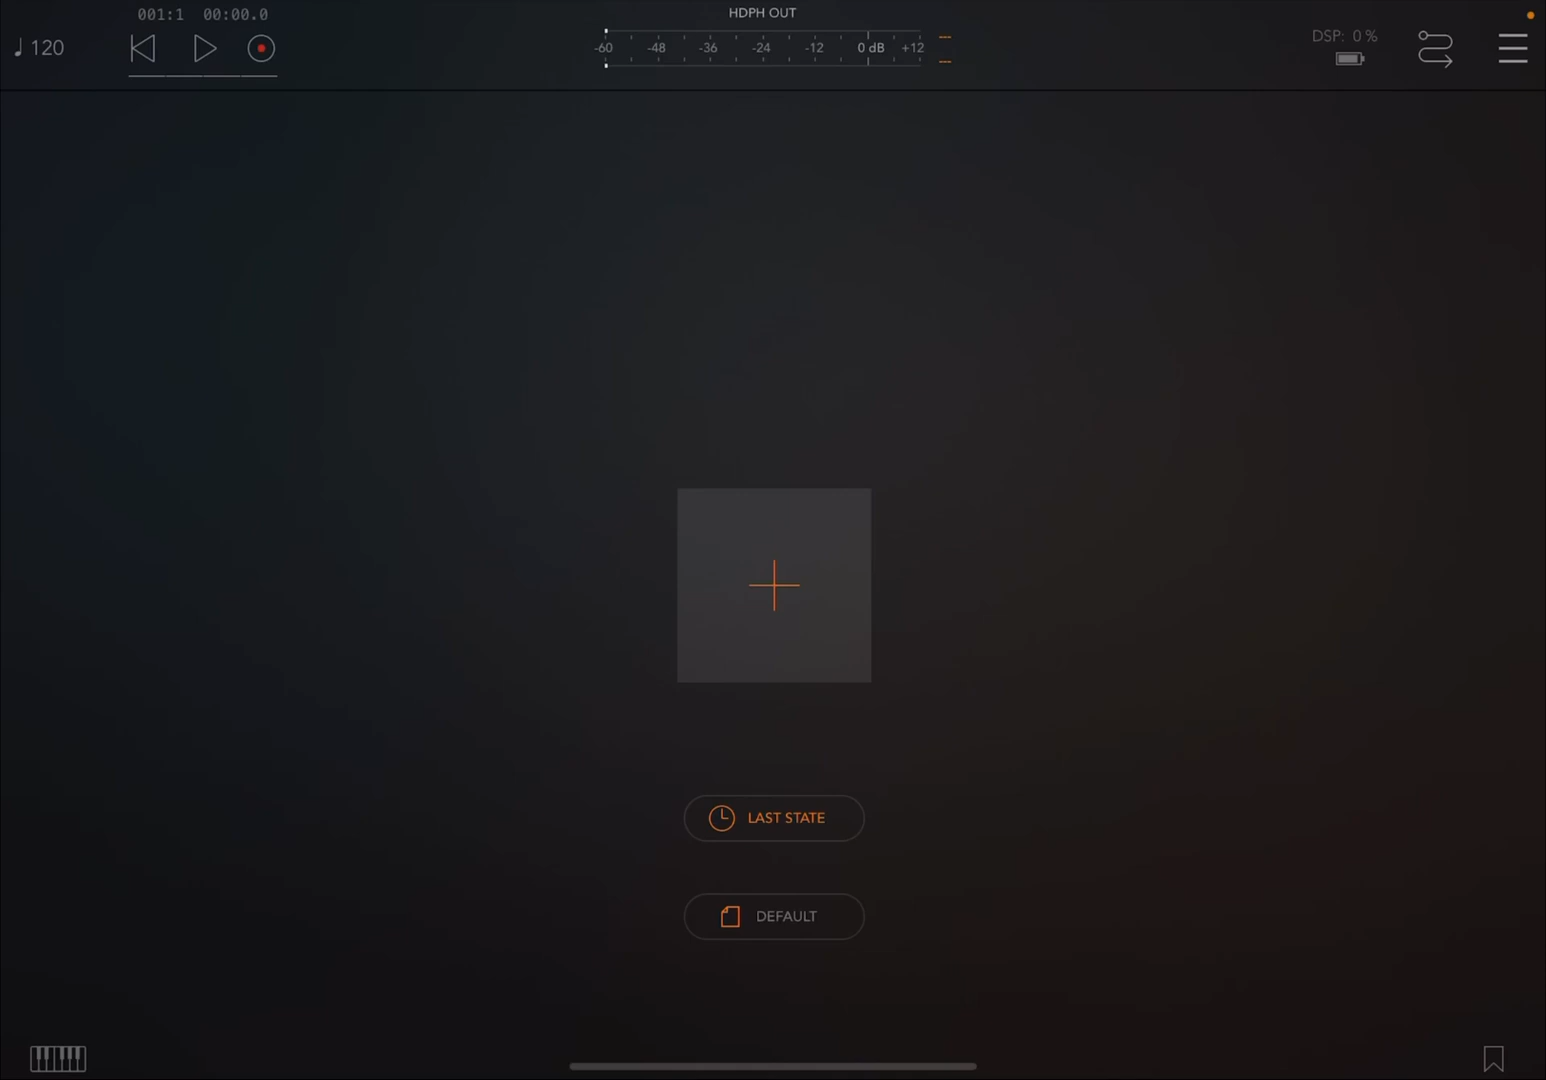 001:1 00:00.0
HDPH OUT
♩ 120
-60 -48 -36 -24 -12 0 dB +12
DSP: 0 %
LAST STATE
DEFAULT